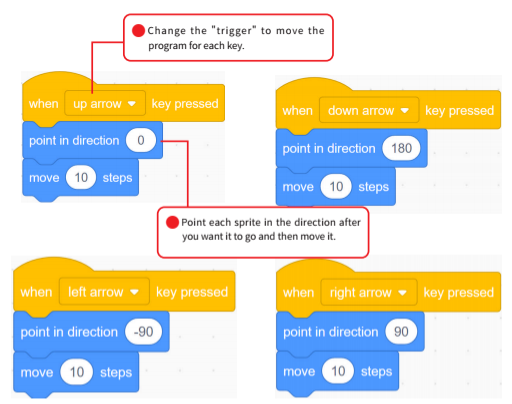 Change the "trigger" to move the
program for each key.
when up arrow key pressed
point in direction 0
move 10 steps
when down arrow key pressed
point in direction 180
move 10 steps
Point each sprite in the direction after
you want it to go and then move it.
when left arrow key pressed
point in direction -90
move 10 steps
when right arrow key pressed
point in direction 90
move 10 steps